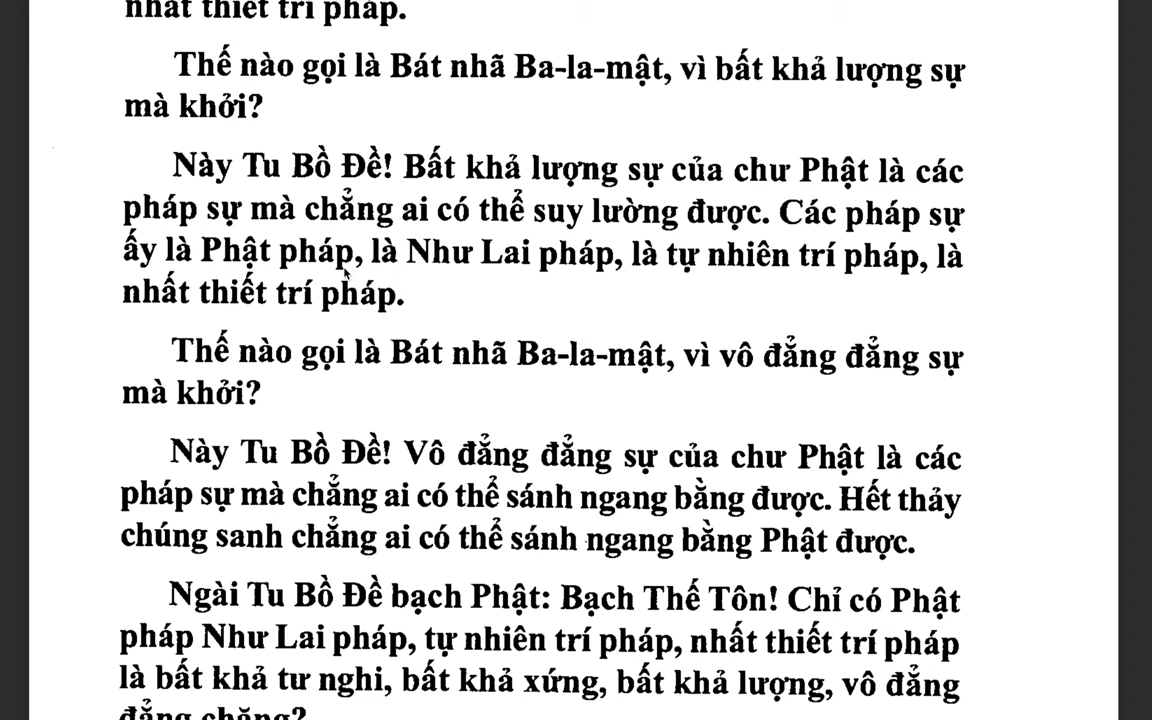 nhất thiết trí pháp.
Thế nào gọi là Bát nhã Ba-la-mật, vì bất khả lượng sự
mà khởi?
Này Tu Bồ Đề! Bất khả lượng sự của chư Phật là các
pháp sự mà chẳng ai có thể suy lường được. Các pháp sự
ấy là Phật pháp, là Như Lai pháp, là tự nhiên trí pháp, là
nhất thiết trí pháp.
Thế nào gọi là Bát nhã Ba-la-mật, vì vô đẳng đẳng sự
mà khởi?
Này Tu Bồ Đề! Vô đẳng đẳng sự của chư Phật là các
pháp sự mà chẳng ai có thể sánh ngang bằng được. Hết thảy
chúng sanh chẳng ai có thể sánh ngang bằng Phật được.
Ngài Tu Bồ Đề bạch Phật: Bạch Thế Tôn! Chỉ có Phật
pháp Như Lai pháp, tự nhiên trí pháp, nhất thiết trí pháp
là bất khả tư nghi, bất khả xứng, bất khả lượng, vô đẳng
đẳng chăng?